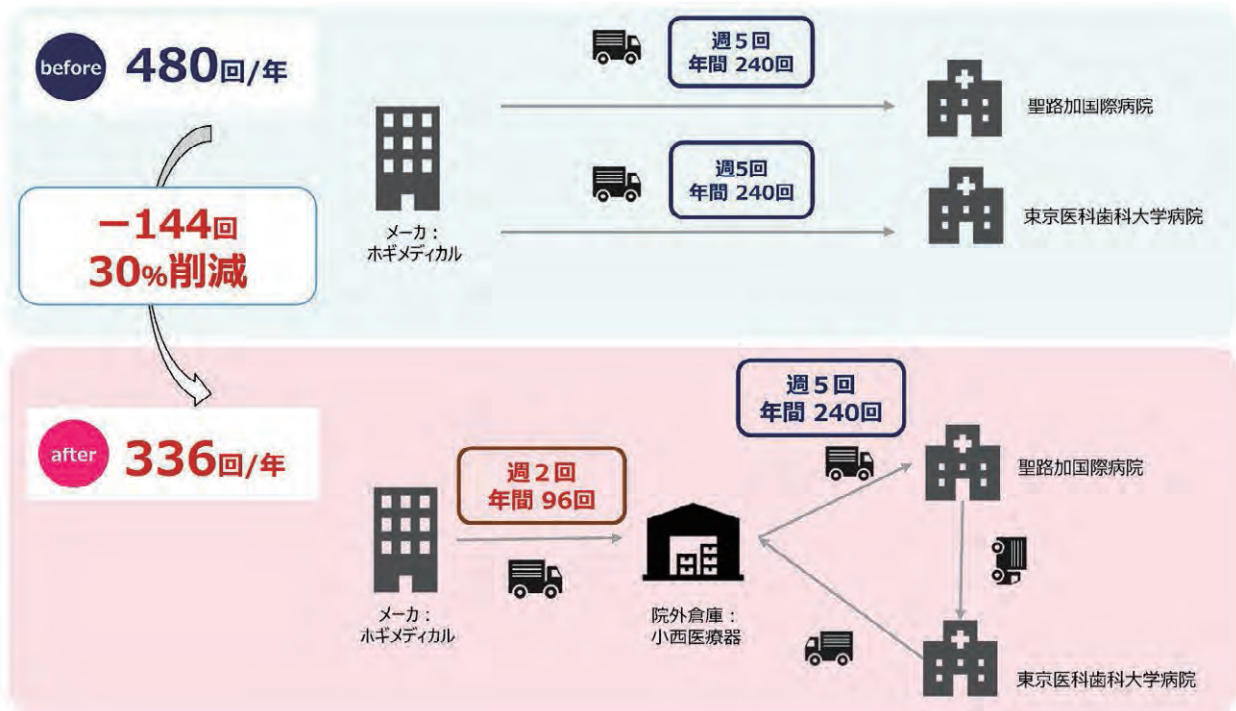 before 480回/年
週5回
年間 240回
聖路加国際病院
週5回
年間 240回
東京医科歯科大学病院
メーカ：
ホギメディカル
－144回
30%削減
after 336回/年
週2回
年間 96回
週5回
年間 240回
聖路加国際病院
メーカ：
ホギメディカル
院外倉庫：
小西医療器
東京医科歯科大学病院